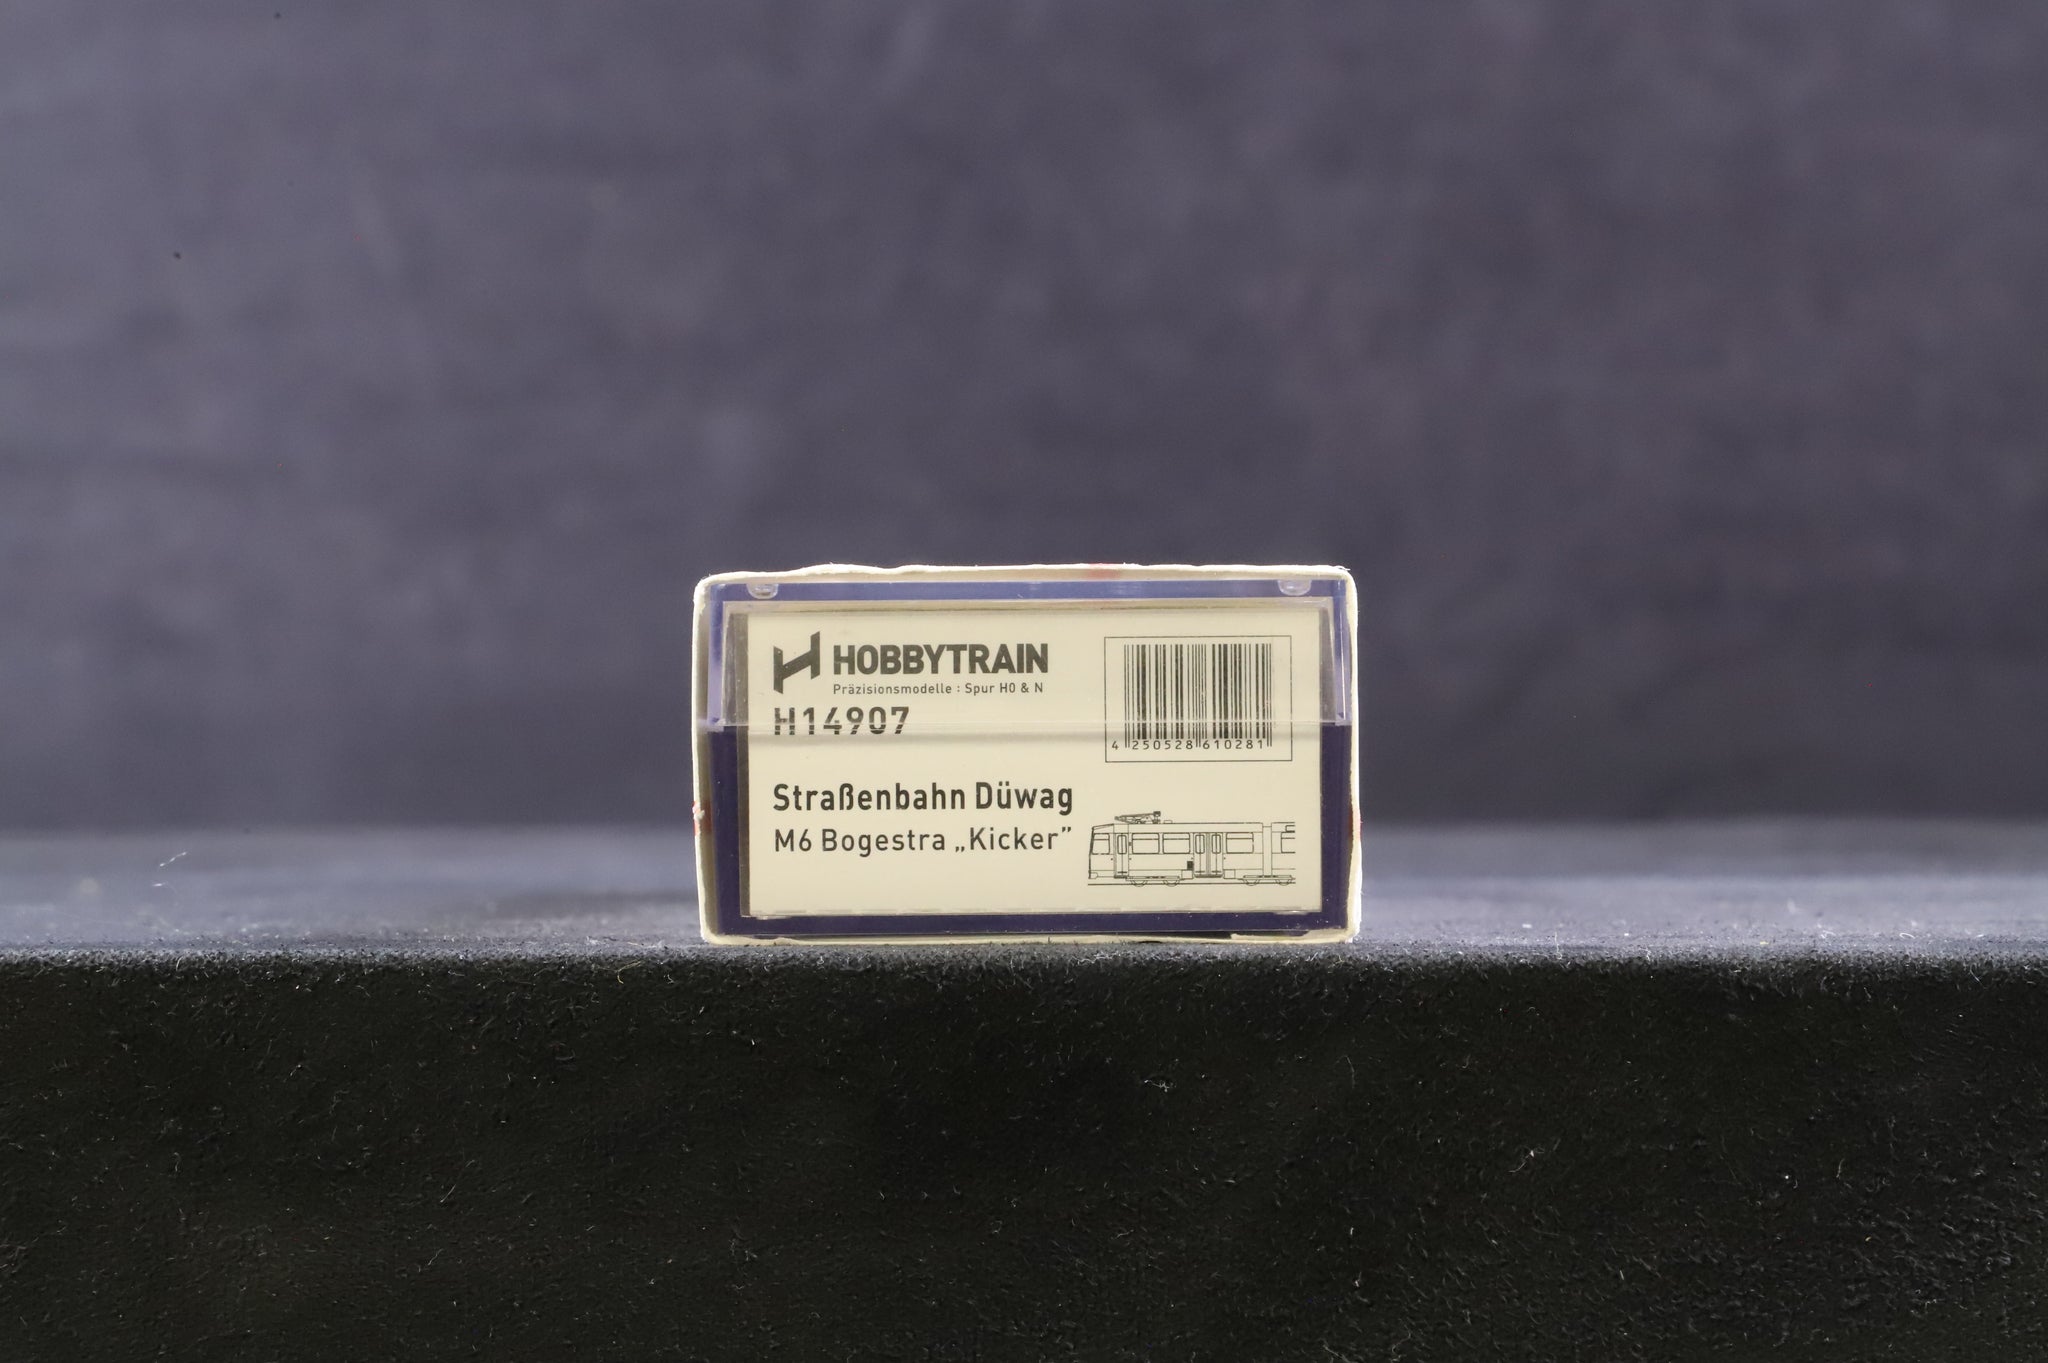 HOBBYTRAIN
Präzisionsmodelle : Spur H0 & N
H14907
4 250528 610281
Straßenbahn Düwag
M6 Bogestra „Kicker”